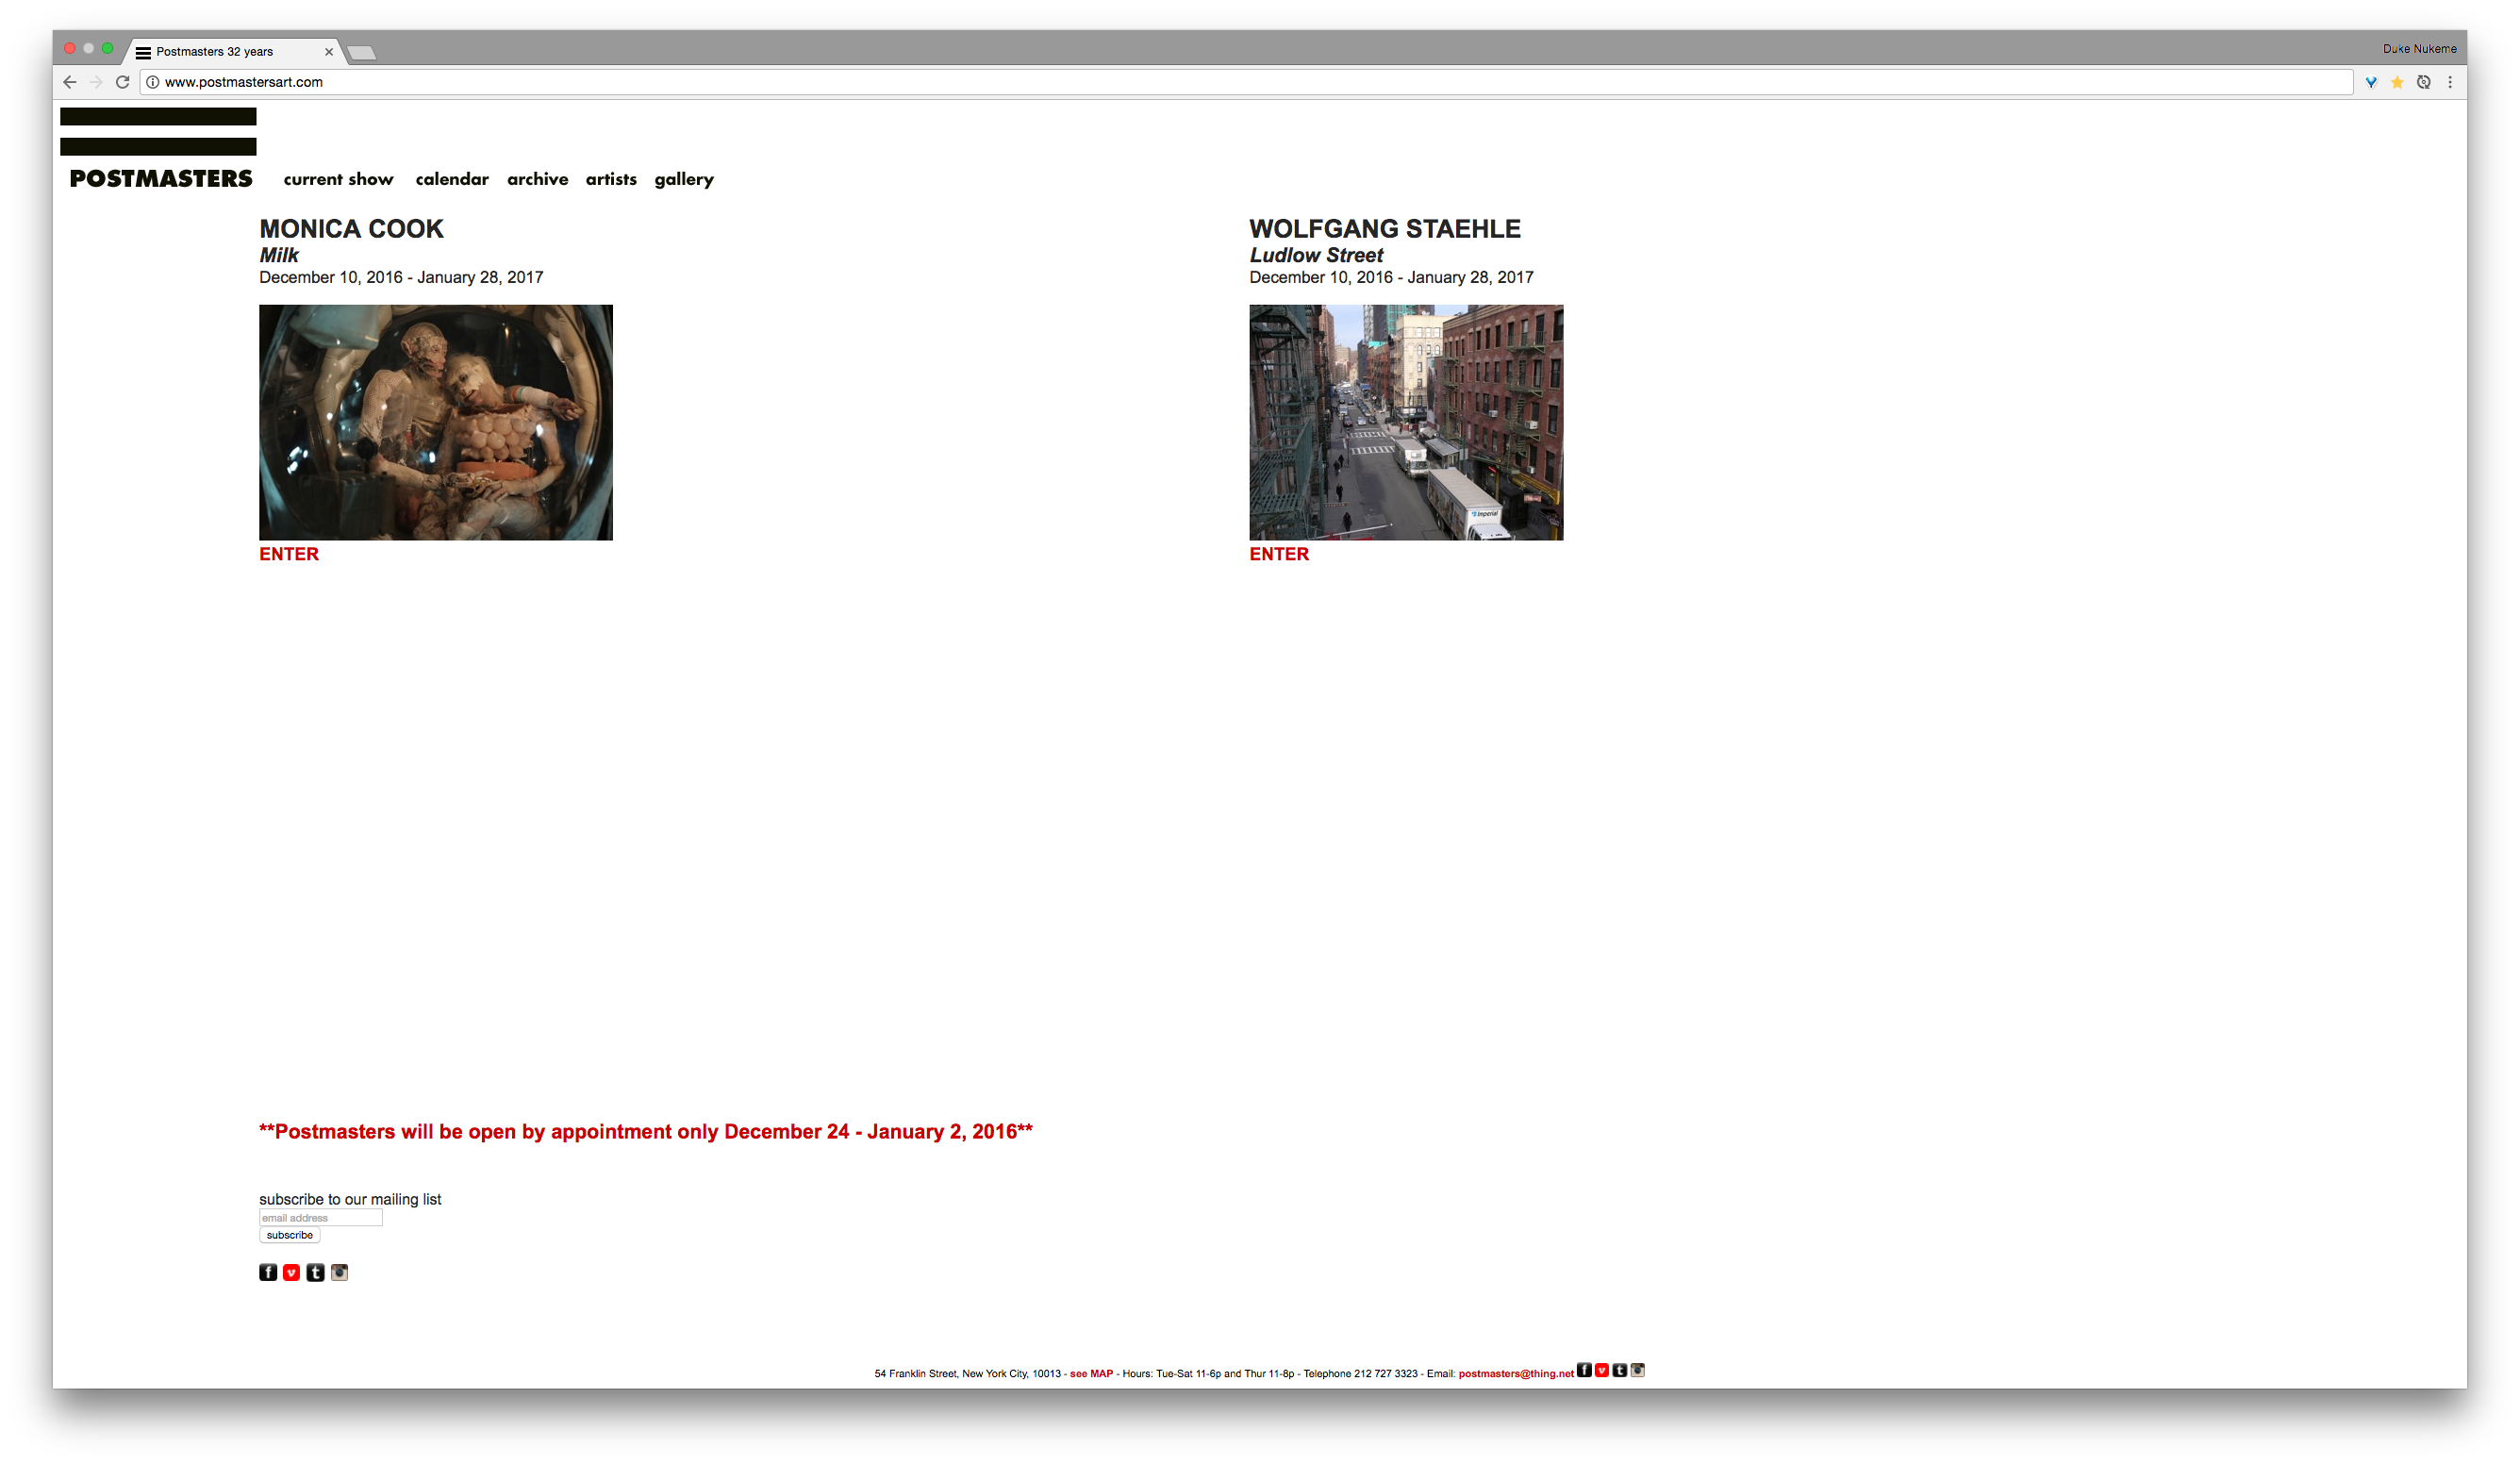 Postmasters 32 years
Duke Nukeme
www.postmastersart.com
POSTMASTERS current show calendar archive artists gallery
MONICA COOK
Milk
December 10, 2016 - January 28, 2017
ENTER
WOLFGANG STAEHLE
Ludlow Street
December 10, 2016 - January 28, 2017
Imperial
ENTER
**Postmasters will be open by appointment only December 24 - January 2, 2016**
subscribe to our mailing list
email address
subscribe
f v t
54 Franklin Street, New York City, 10013 - see MAP - Hours: Tue-Sat 11-6p and Thur 11-8p - Telephone 212 727 3323 - Email: postmasters@thing.net f v t